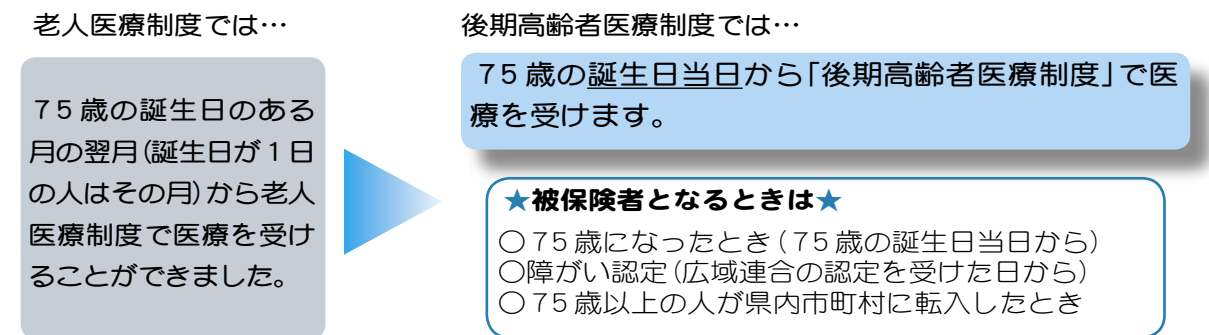 老人医療制度では…
75歳の誕生日のある
月の翌月(誕生日が1日
の人はその月)から老人
医療制度で医療を受け
ることができました。
後期高齢者医療制度では…
75歳の誕生日当日から「後期高齢者医療制度」で医
療を受けます。
★被保険者となるときは★
○75歳になったとき(75歳の誕生日当日から)
○障がい認定(広域連合の認定を受けた日から)
○75歳以上の人が県内市町村に転入したとき